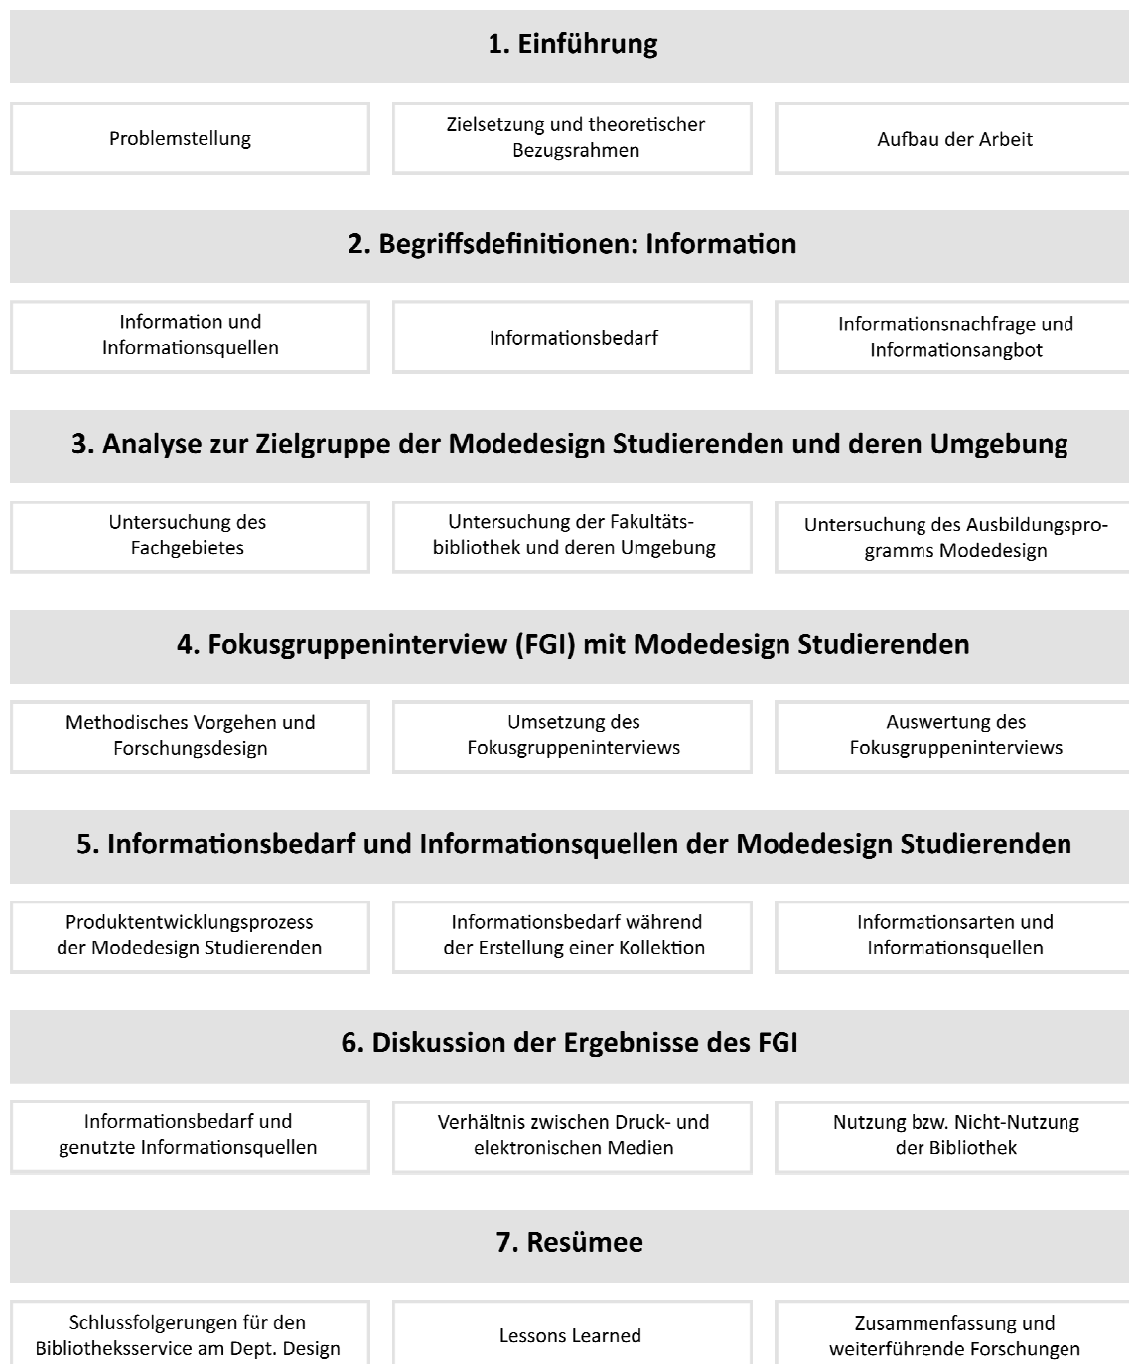 1. Einführung
Problemstellung
Zielsetzung und theoretischer
Bezugsrahmen
Aufbau der Arbeit
2. Begriffsdefinitionen: Information
Information und
Informationsquellen
Informationsbedarf
Informationsnachfrage und
Informationsangbot
3. Analyse zur Zielgruppe der Modedesign Studierenden und deren Umgebung
Untersuchung des
Fachgebietes
Untersuchung der Fakultäts-
bibliothek und deren Umgebung
Untersuchung des Ausbildungspro-
gramms Modedesign
4. Fokusgruppeninterview (FGI) mit Modedesign Studierenden
Methodisches Vorgehen und
Forschungsdesign
Umsetzung des
Fokusgruppeninterviews
Auswertung des
Fokusgruppeninterviews
5. Informationsbedarf und Informationsquellen der Modedesign Studierenden
Produktentwicklungsprozess
der Modedesign Studierenden
Informationsbedarf während
der Erstellung einer Kollektion
Informationsarten und
Informationsquellen
6. Diskussion der Ergebnisse des FGI
Informationsbedarf und
genutzte Informationsquellen
Verhältnis zwischen Druck- und
elektronischen Medien
Nutzung bzw. Nicht-Nutzung
der Bibliothek
7. Resümee
Schlussfolgerungen für den
Bibliotheksservice am Dept. Design
Lessons Learned
Zusammenfassung und
weiterführende Forschungen